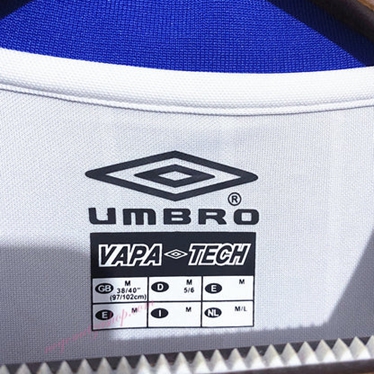 UMBRO®
VAPA TECH
GB M 38/40" (97/102cm) D M 5/6 E M
E M I M NL M/L